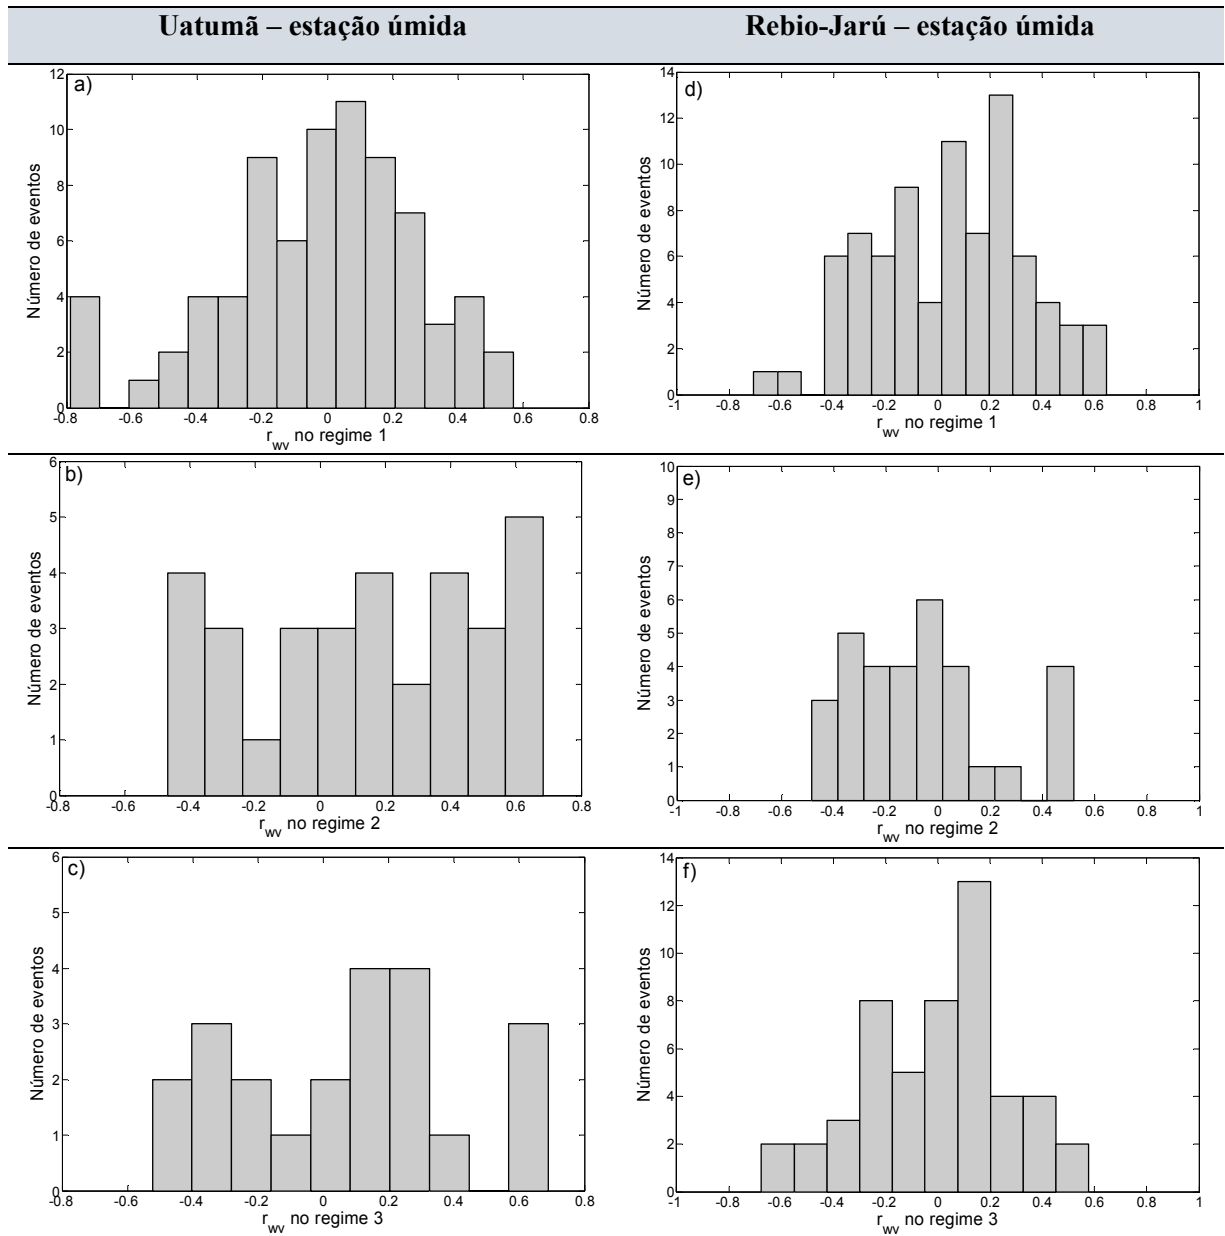 Uatumã – estação úmida
Rebio-Jarú – estação úmida
a)
Número de eventos
12
10
8
6
4
2
0
-0.8 -0.6 -0.4 -0.2 0 0.2 0.4 0.6 0.8
r_wv no regime 1
d)
Número de eventos
14
12
10
8
6
4
2
0
-1 -0.8 -0.6 -0.4 -0.2 0 0.2 0.4 0.6 0.8 1
r_wv no regime 1
b)
Número de eventos
6
5
4
3
2
1
0
-0.8 -0.6 -0.4 -0.2 0 0.2 0.4 0.6 0.8
r_wv no regime 2
e)
Número de eventos
10
9
8
7
6
5
4
3
2
1
0
-1 -0.8 -0.6 -0.4 -0.2 0 0.2 0.4 0.6 0.8 1
r_wv no regime 2
c)
Número de eventos
6
5
4
3
2
1
0
-0.8 -0.6 -0.4 -0.2 0 0.2 0.4 0.6 0.8
r_wv no regime 3
f)
Número de eventos
14
12
10
8
6
4
2
0
-1 -0.8 -0.6 -0.4 -0.2 0 0.2 0.4 0.6 0.8 1
r_wv no regime 3